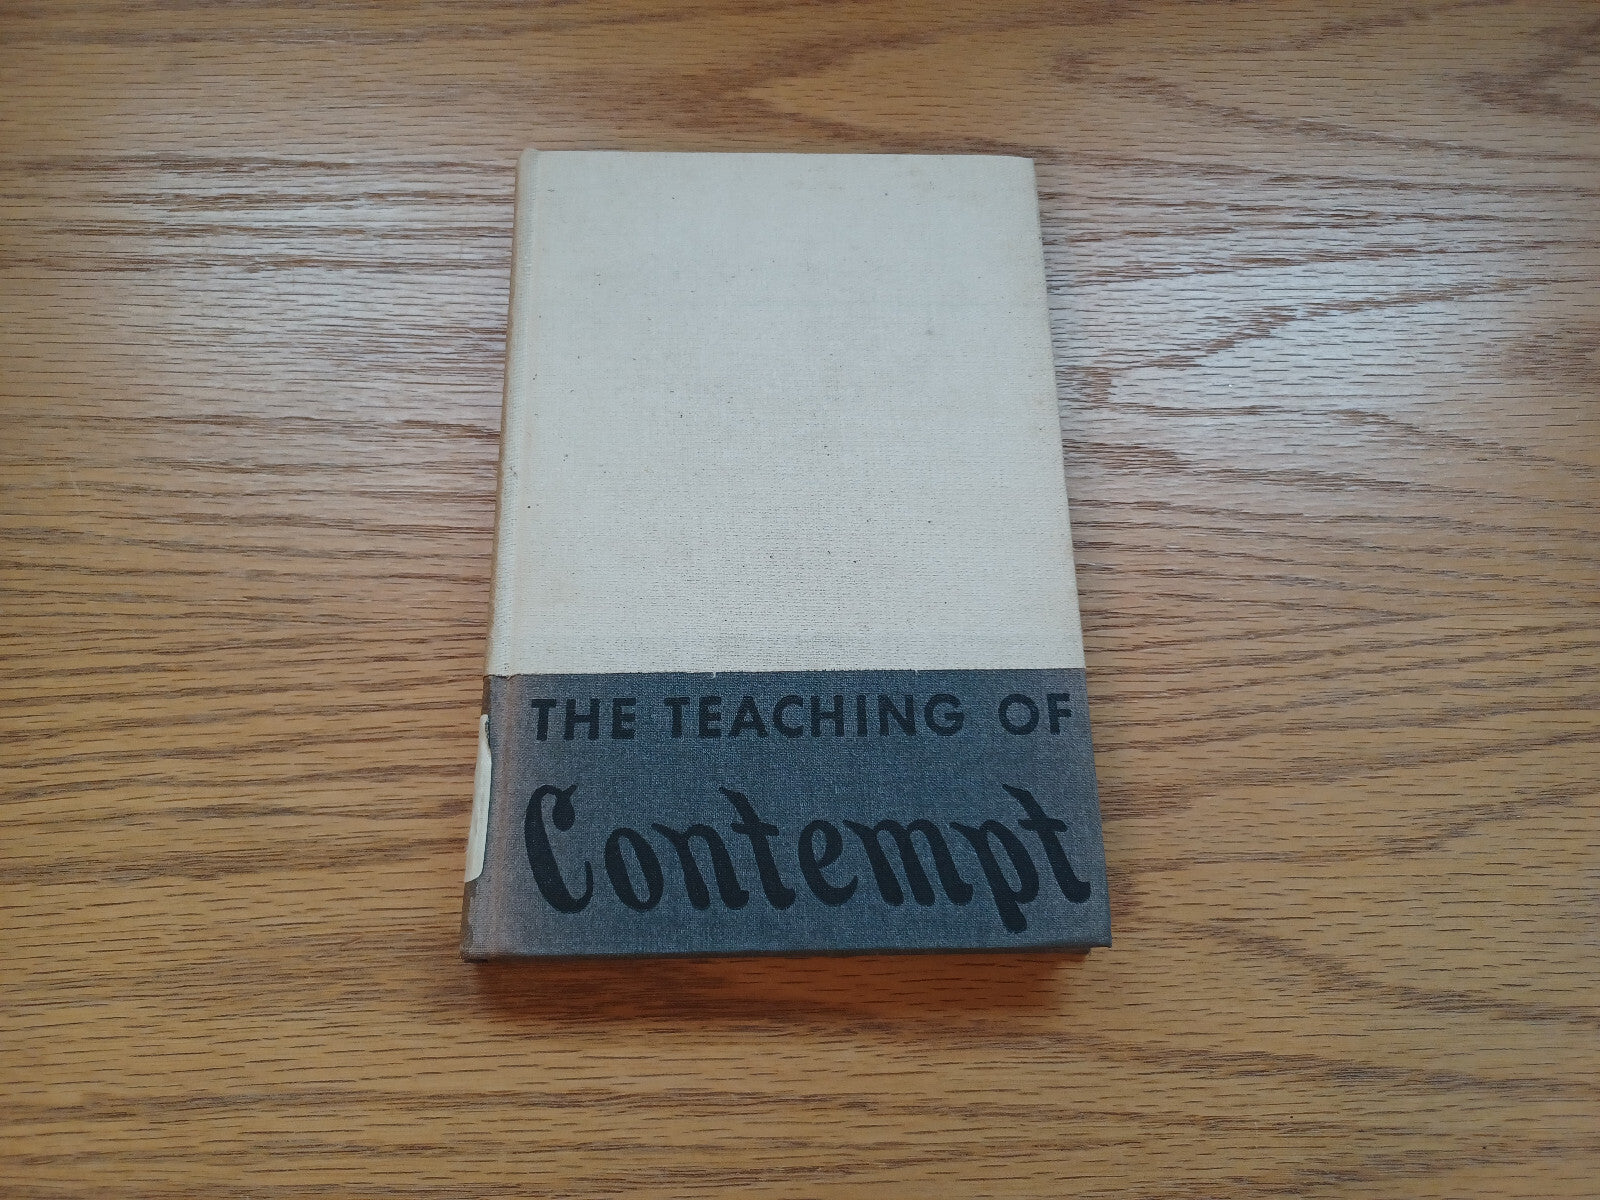 THE TEACHING OF
Contempt